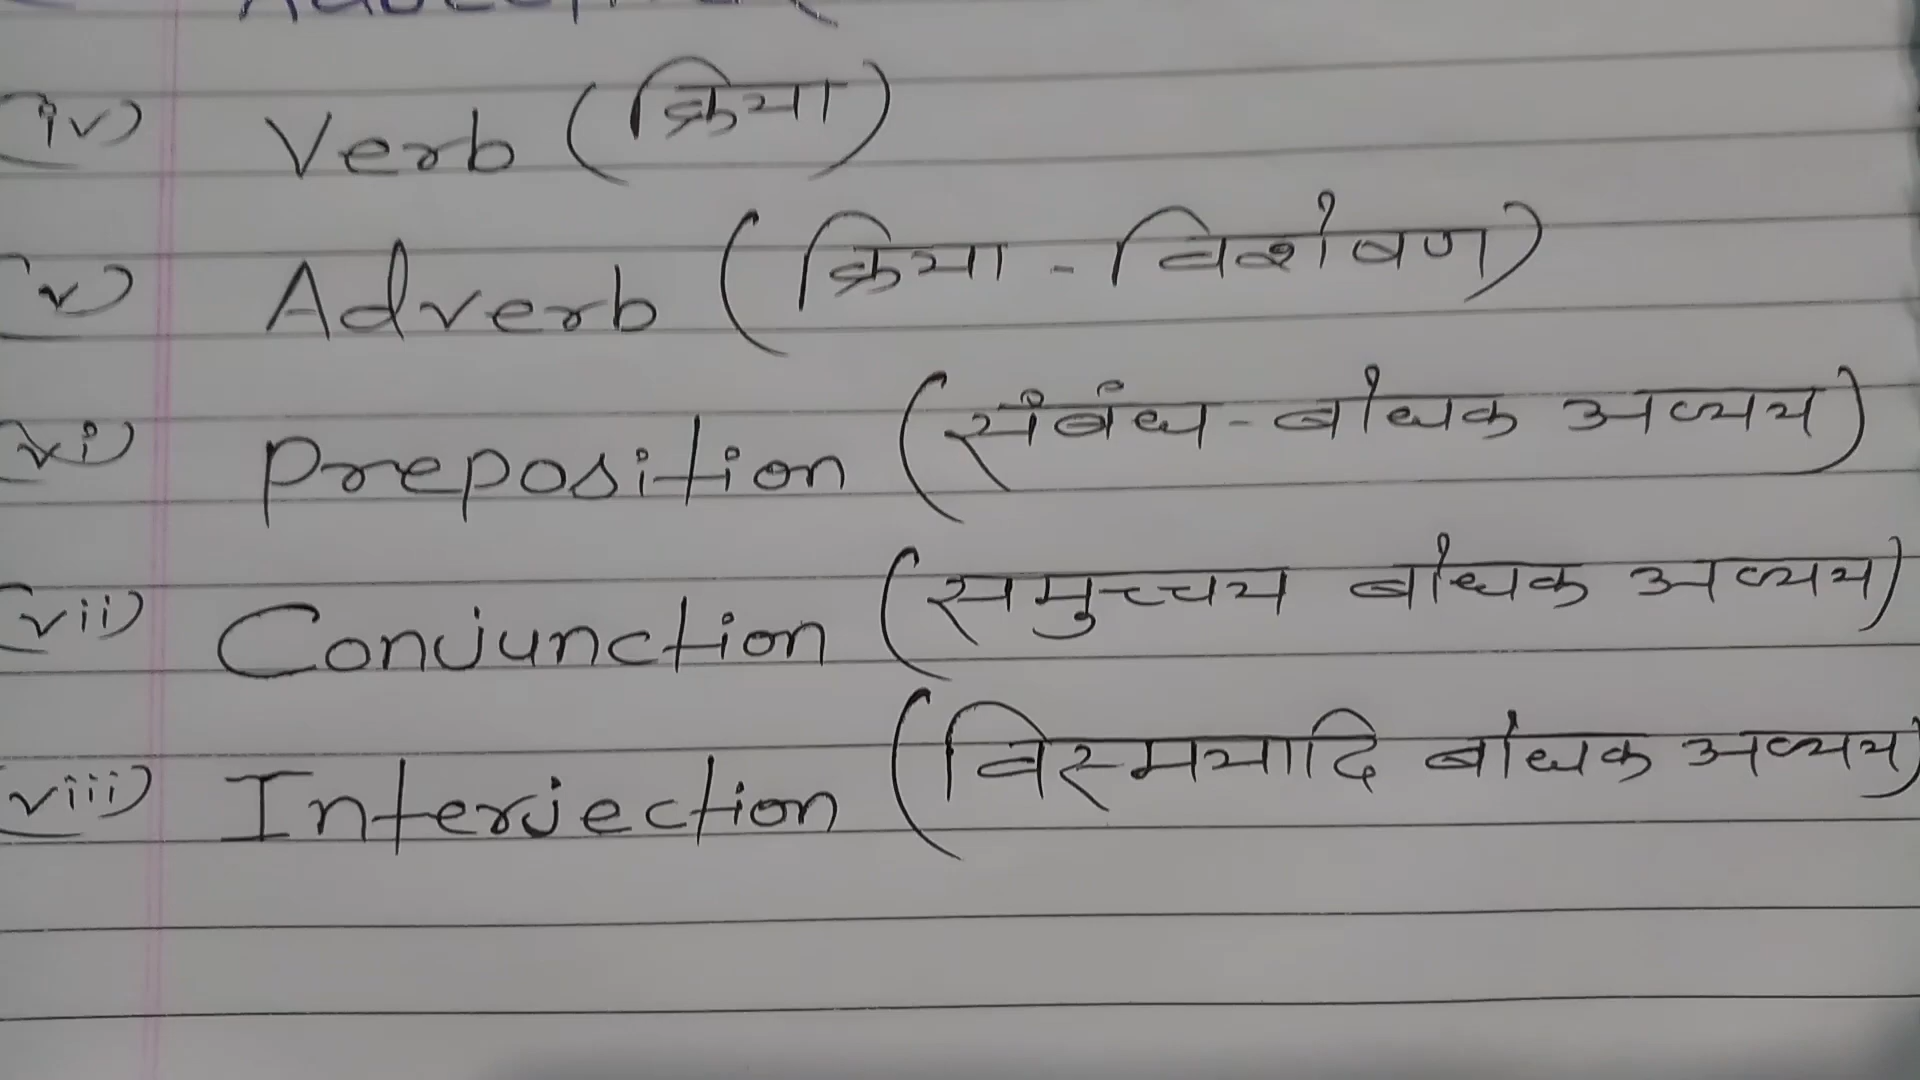 (iv) Verb (क्रिया)
(v) Adverb (क्रिया - विशेषण)
(vi) Preposition (संबंध - बोधक अव्यय)
(vii) Conjunction (समुच्चय बोधक अव्यय)
(viii) Interjection (विस्मयादि बोधक अव्यय)